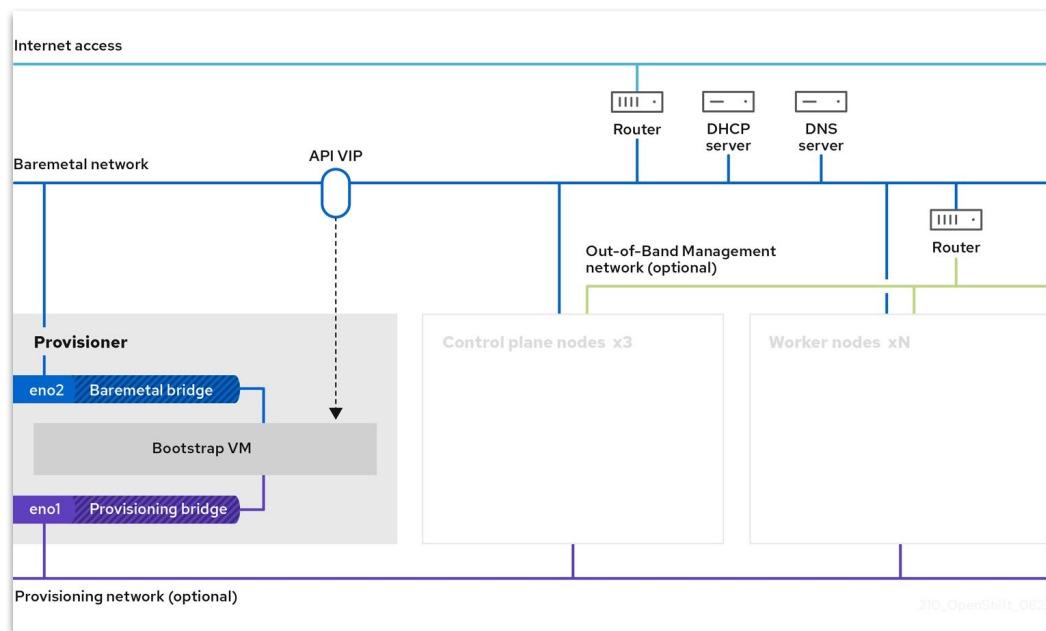 Internet access
Router
DHCP
server
DNS
server
Baremetal network
API VIP
Router
Out-of-Band Management
network (optional)
Provisioner
Control plane nodes x3
Worker nodes xN
eno2
Baremetal bridge
Bootstrap VM
eno1
Provisioning bridge
Provisioning network (optional)
210_OpenShift_082